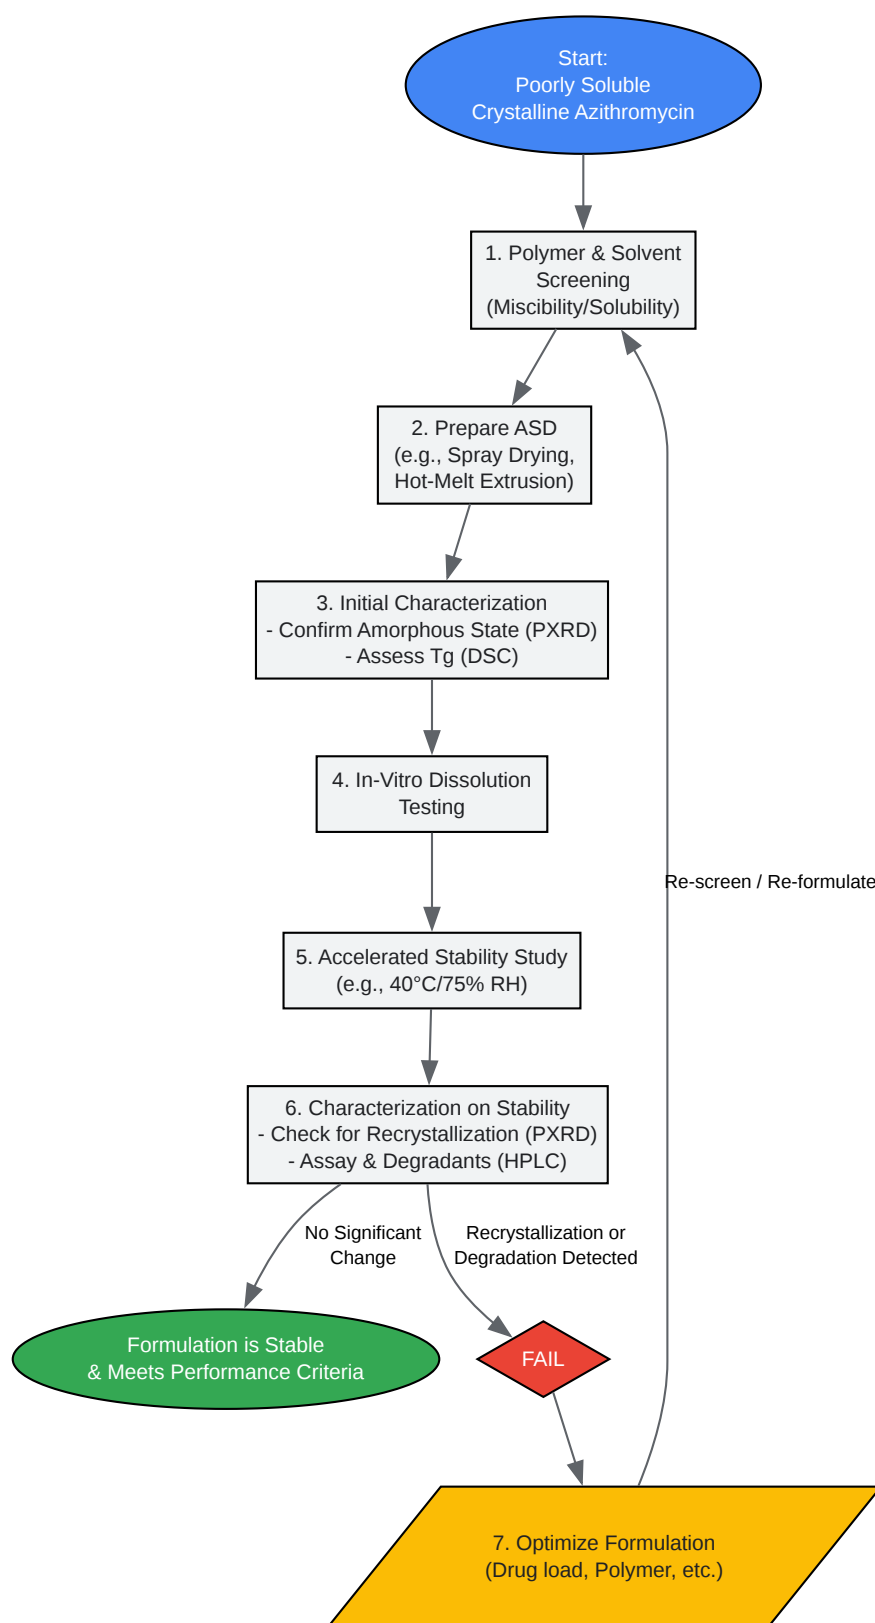 Start:
Poorly Soluble
Crystalline Azithromycin
1. Polymer & Solvent
Screening
(Miscibility/Solubility)
2. Prepare ASD
(e.g., Spray Drying,
Hot-Melt Extrusion)
3. Initial Characterization
- Confirm Amorphous State (PXRD)
- Assess Tg (DSC)
4. In-Vitro Dissolution
Testing
Re-screen / Re-formulate
5. Accelerated Stability Study
(e.g., 40°C/75% RH)
6. Characterization on Stability
- Check for Recrystallization (PXRD)
- Assay & Degradants (HPLC)
No Significant
Change
Recrystallization or
Degradation Detected
Formulation is Stable
& Meets Performance Criteria
FAIL
7. Optimize Formulation
(Drug load, Polymer, etc.)